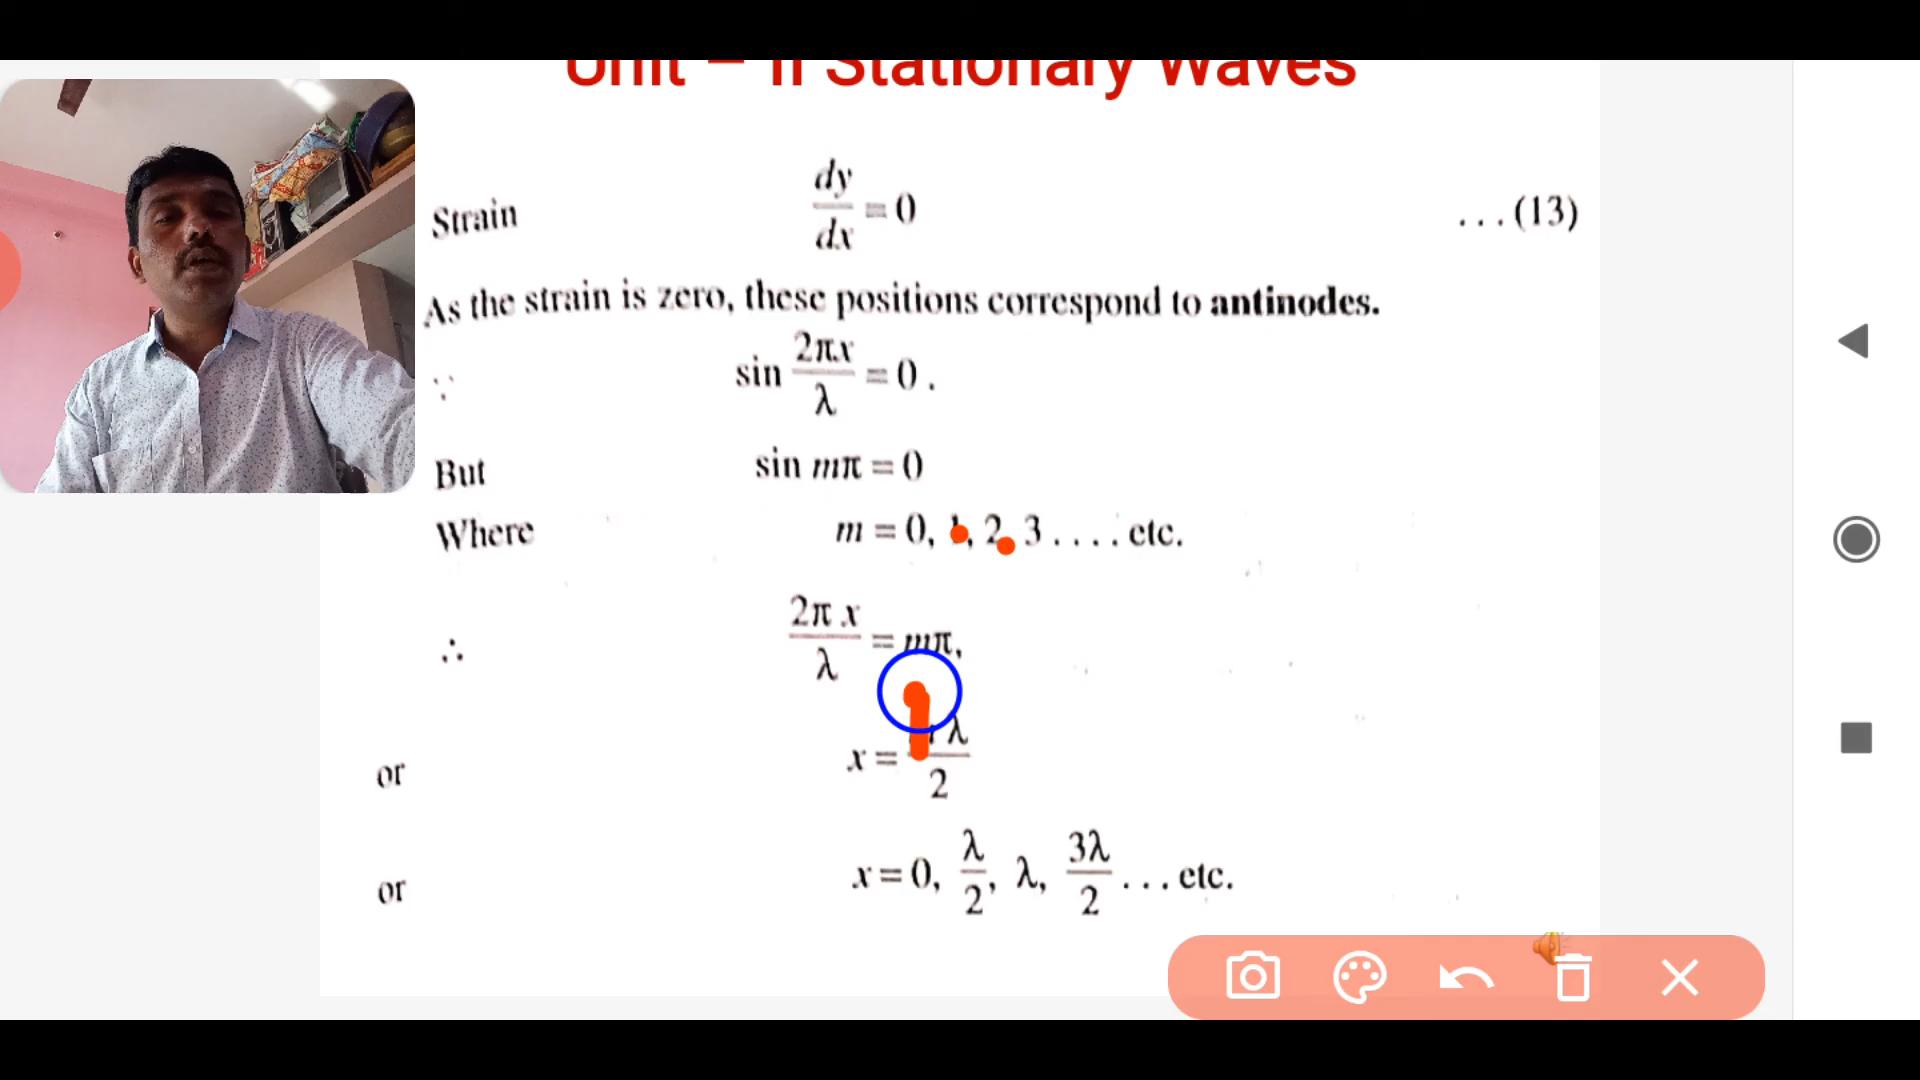 Unit – II Stationary Waves
Strain dy/dx = 0 ...(13)
As the strain is zero, these positions correspond to antinodes.
∵ sin 2πx/λ = 0.
But sin mπ = 0
Where m = 0, 1, 2, 3 .... etc.
∴ 2π x/λ = mπ,
or x = λ/2
or x = 0, λ/2, λ, 3λ/2 ... etc.